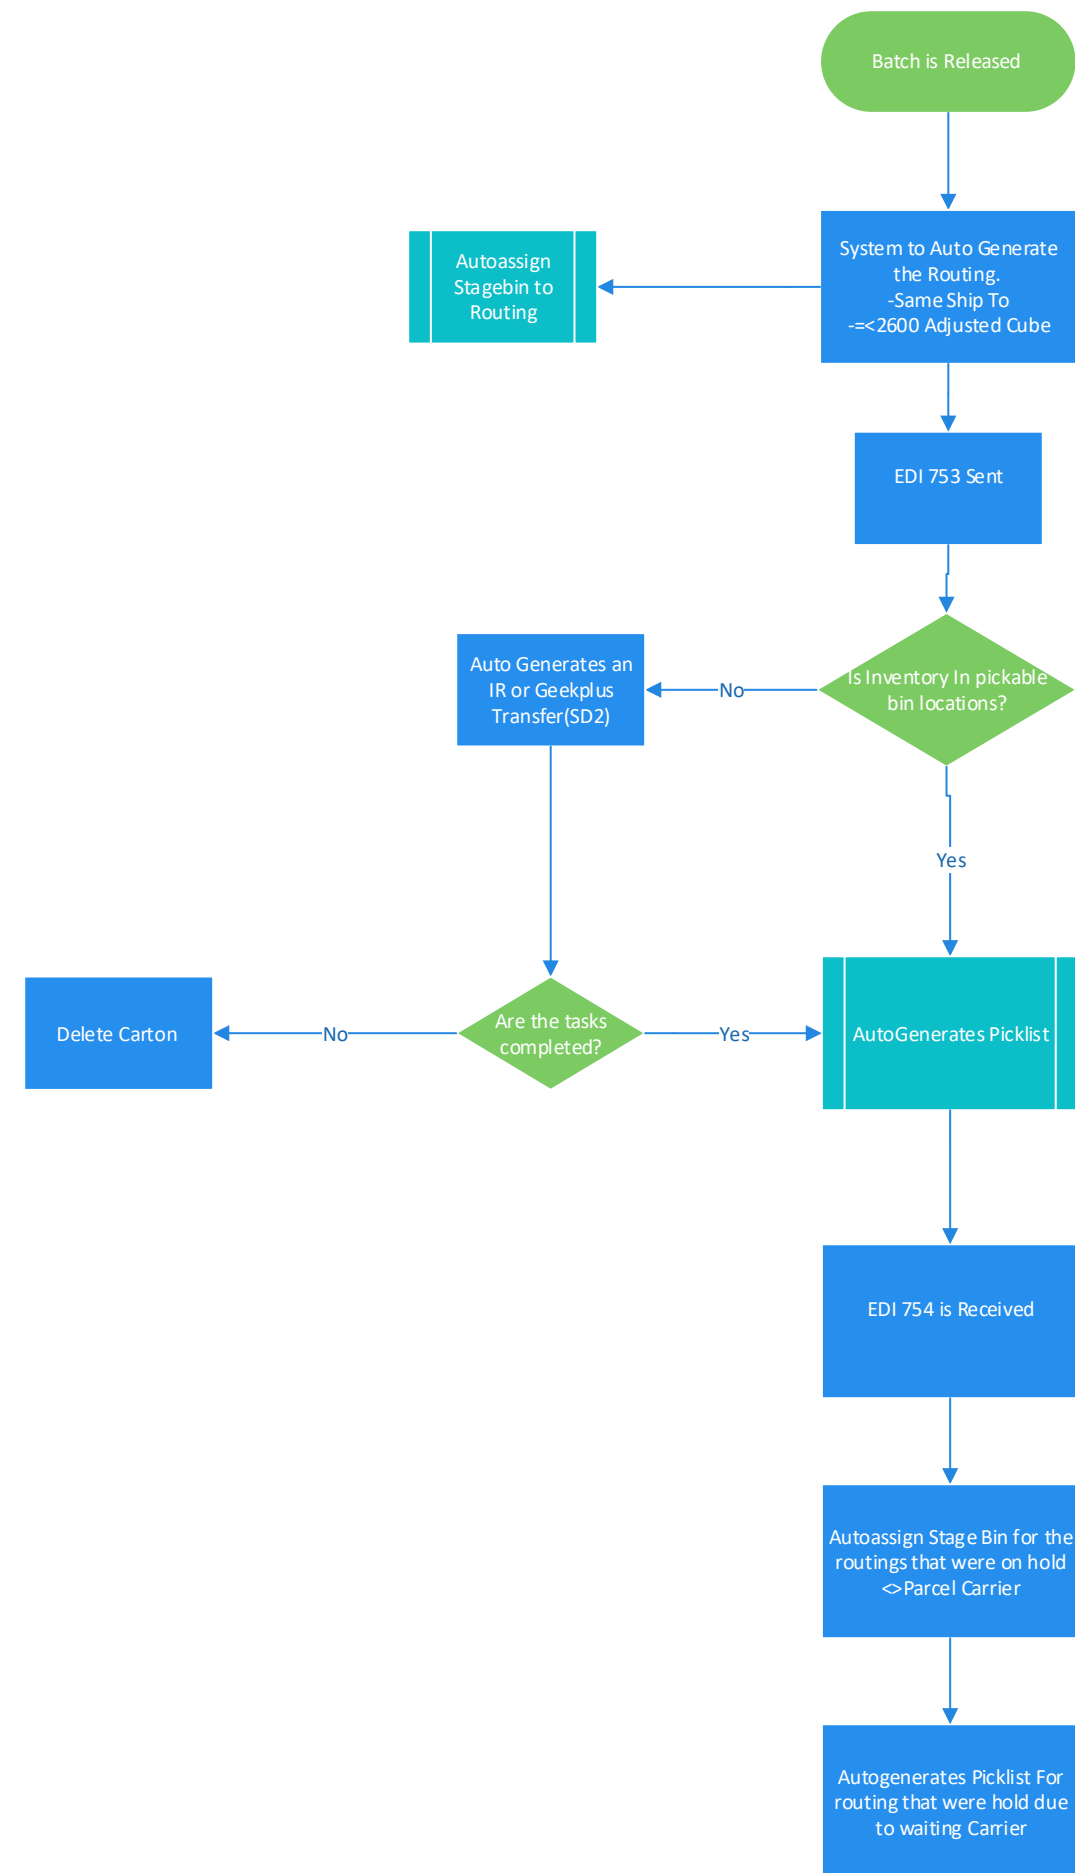 Batch is Released
System to Auto Generate
the Routing.
-Same Ship To
-=<2600 Adjusted Cube
Autoassign
Stagebin to
Routing
EDI 753 Sent
Is Inventory In pickable
bin locations?
No
Auto Generates an
IR or Geekplus
Transfer(SD2)
Yes
Are the tasks
completed?
No
Delete Carton
Yes
AutoGenerates Picklist
EDI 754 is Received
Autoassign Stage Bin for the
routings that were on hold
<>Parcel Carrier
Autogenerates Picklist For
routing that were hold due
to waiting Carrier